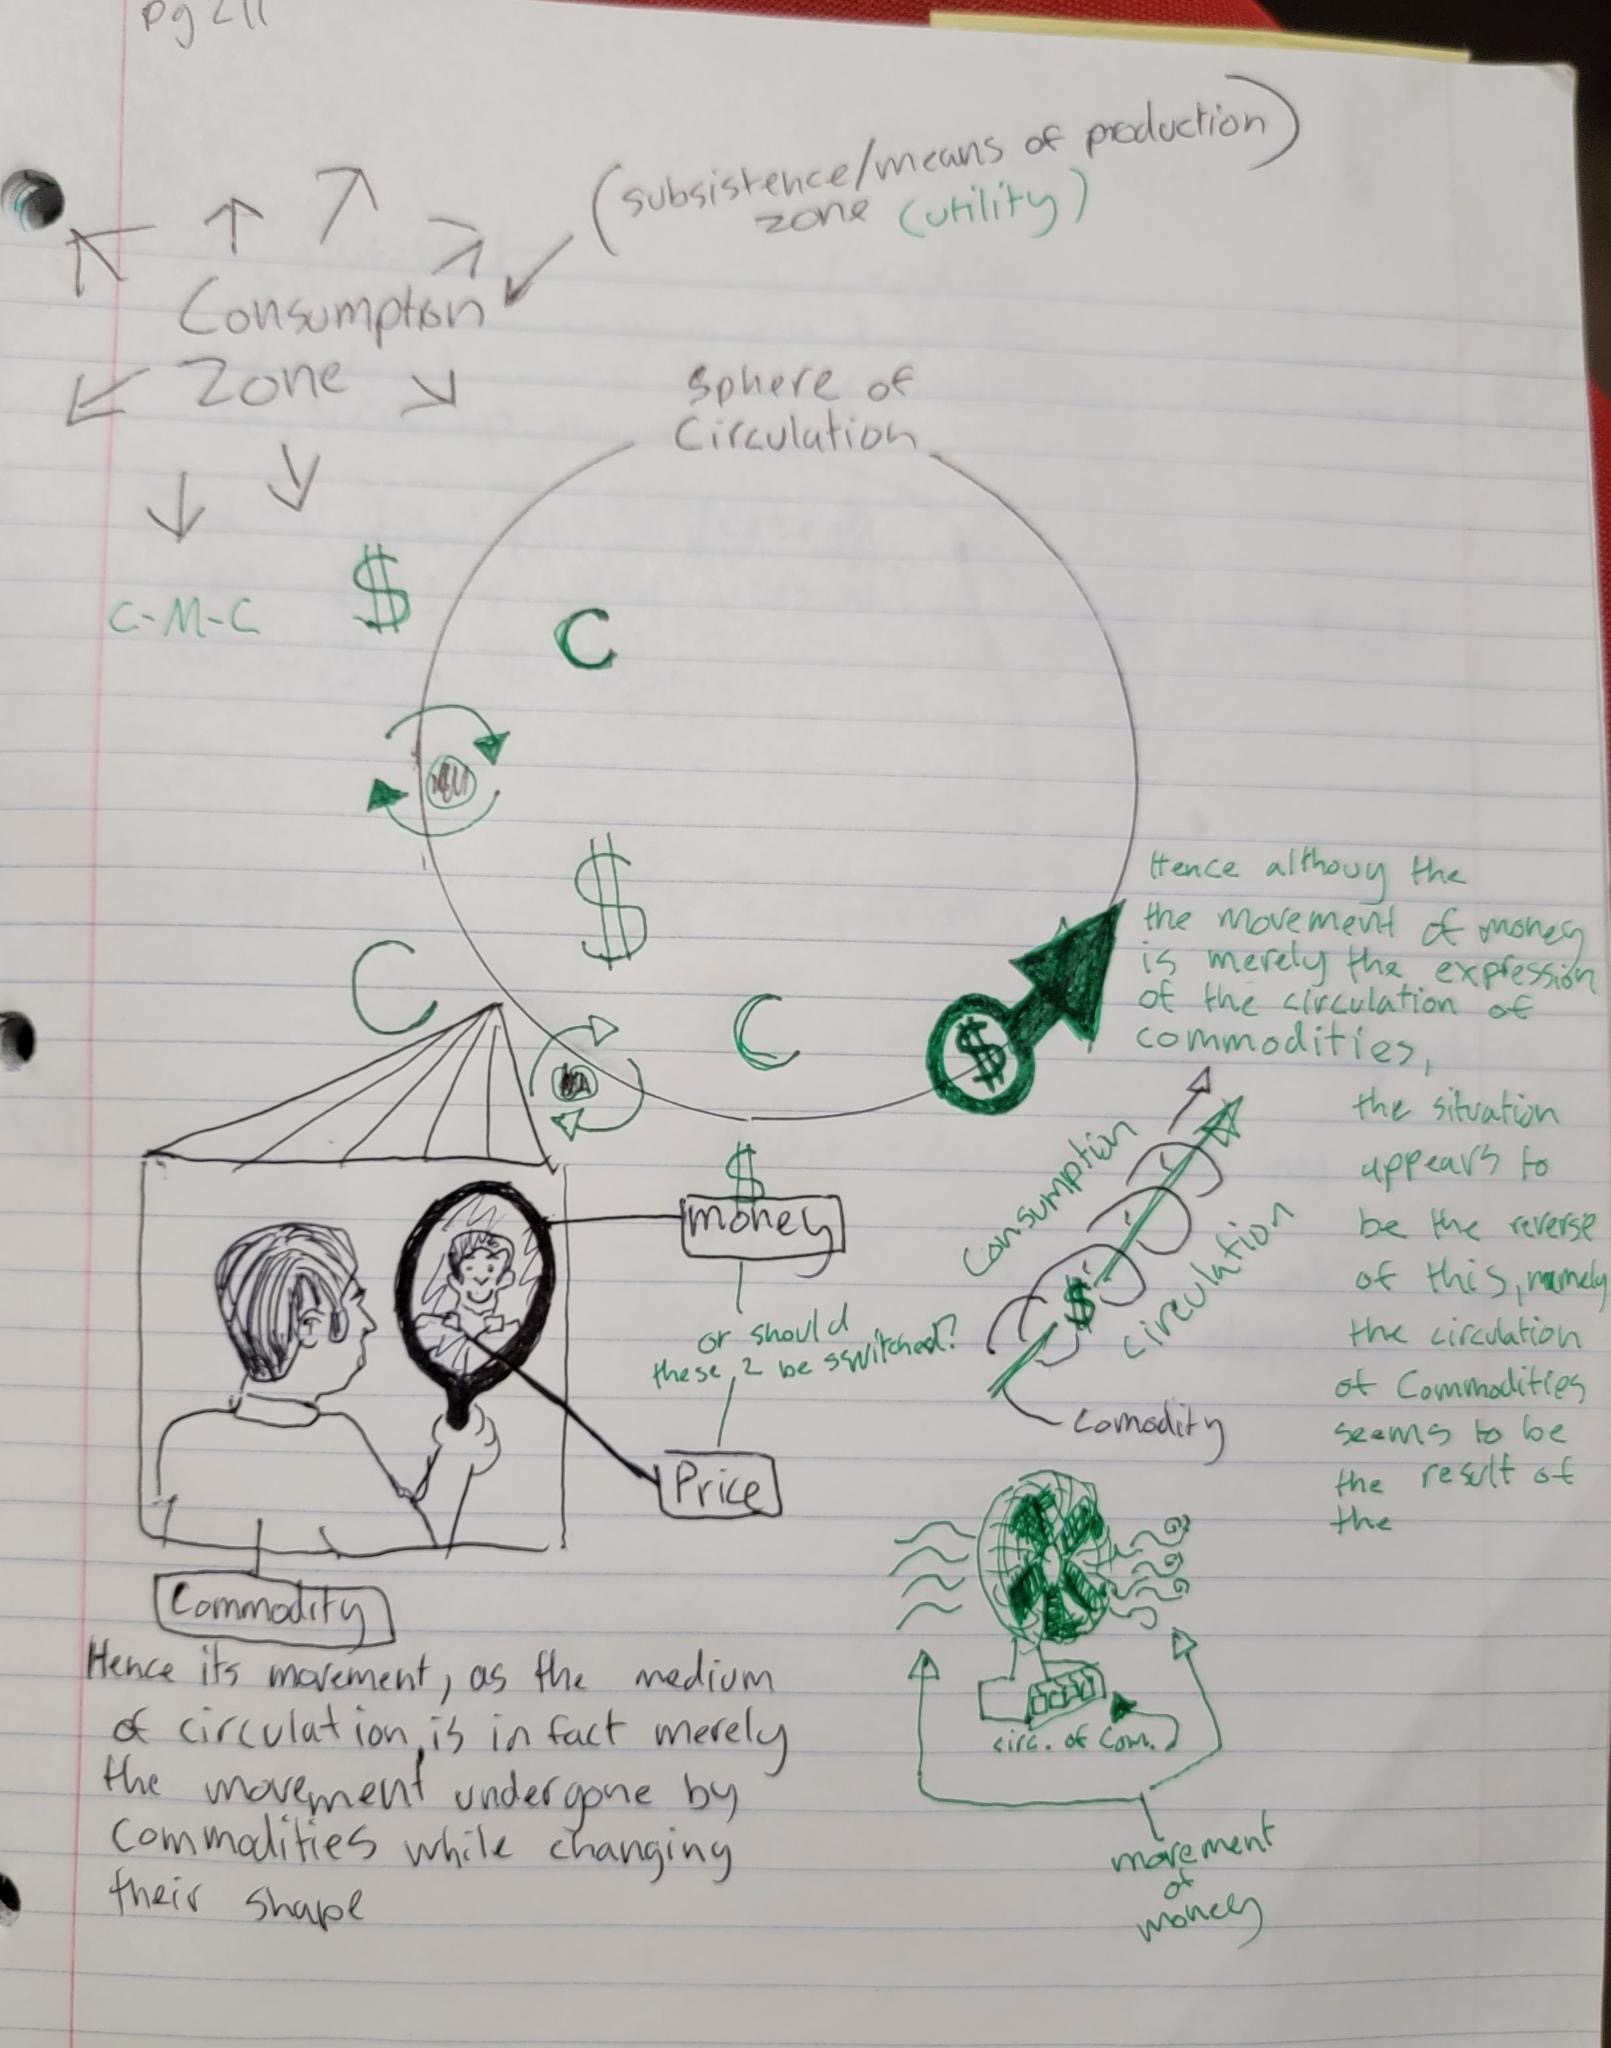 pg 211
(subsistence/means of production)
zone (utility)
Consumption
Zone
Sphere of
Circulation
C-M-C
$
C
$
C
C
$
Hence althouy the
the movement of money
is merely the expression
of the circulation of
commodities,
the situation
appears to
be the reverse
of this, namely
the circulation
of Commodities
seems to be
the result of
the
$
money
or should
these 2 be sswitched?
Price
Consumption
$
circulation
Comodity
Commodity
Hence its movement, as the medium
of circulation, is in fact merely
the movement undergone by
Commodities while changing
their shape
circ. of Com.
movement
of
money